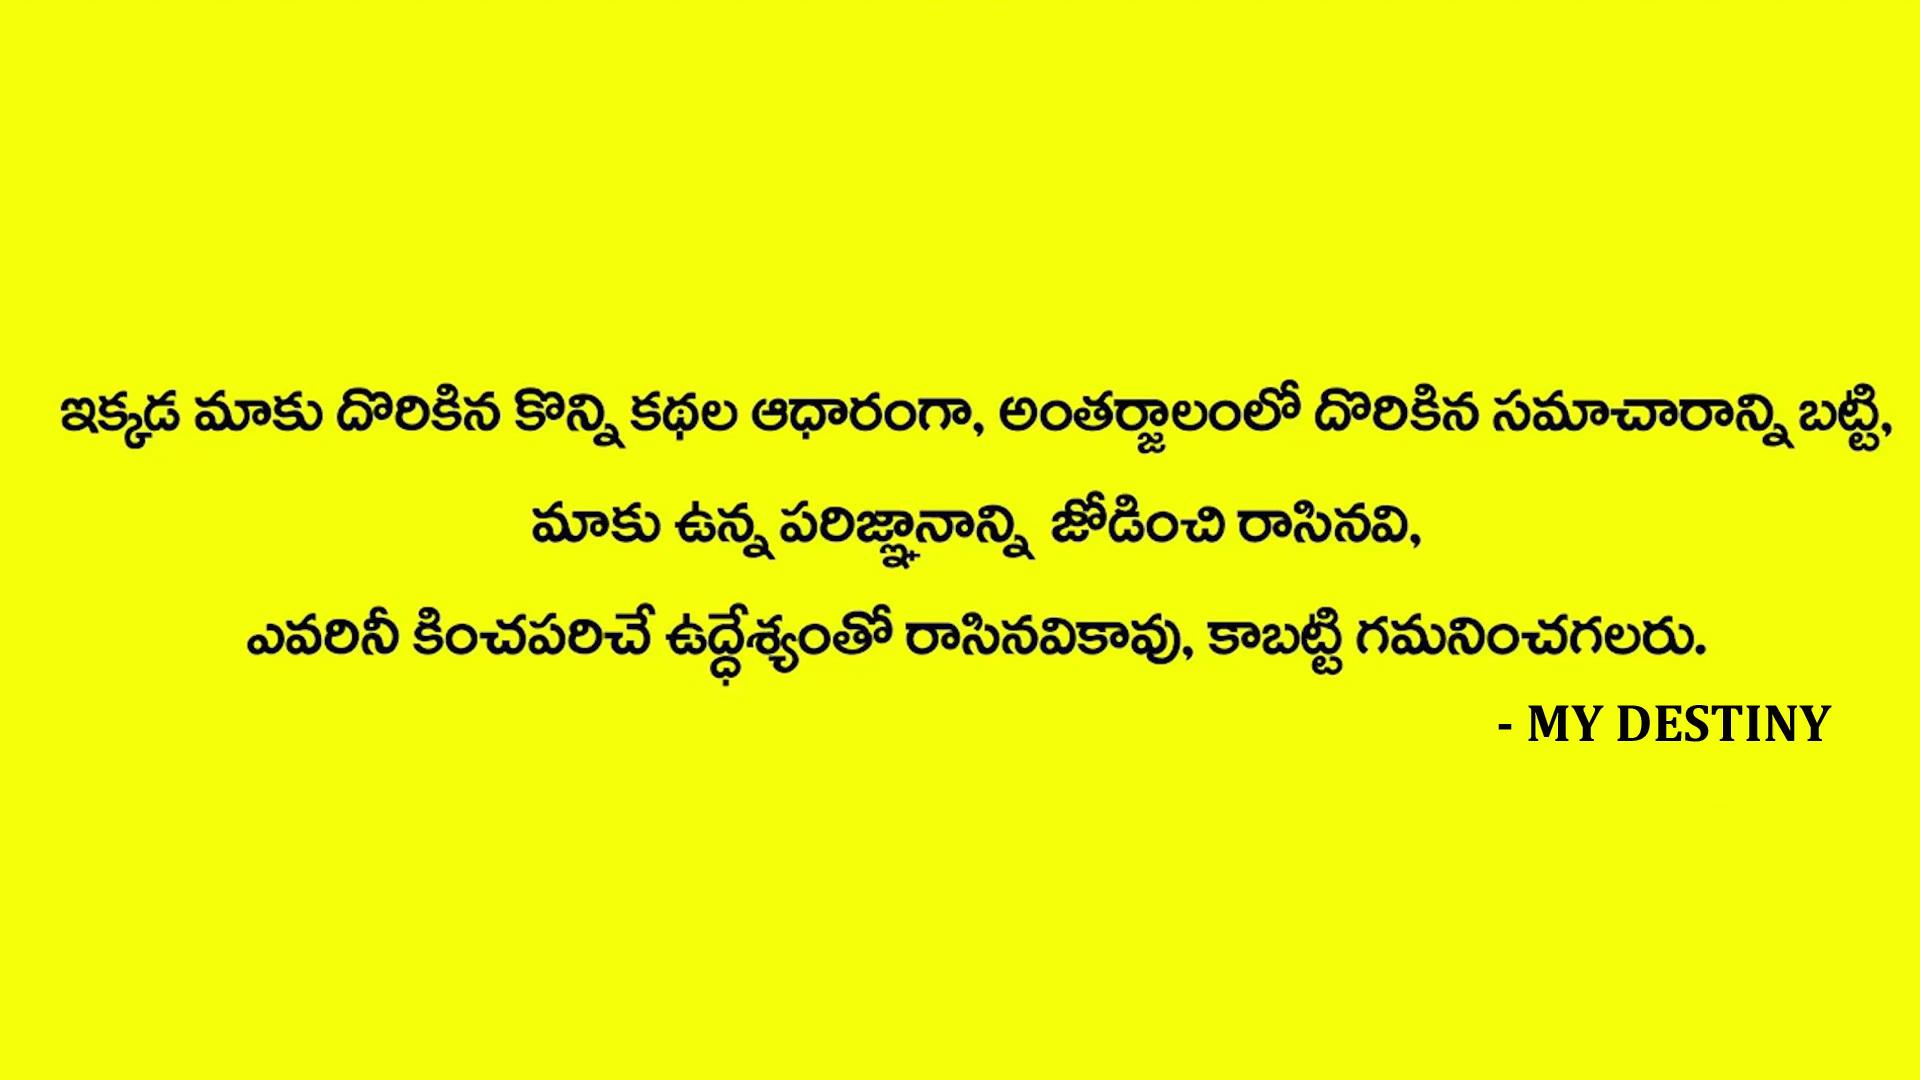 ఇక్కడ మాకు దొరికిన కొన్ని కథల ఆధారంగా, అంతర్జాలంలో దొరికిన సమాచారాన్ని బట్టి,
మాకు ఉన్న పరిజ్ఞానాన్ని జోడించి రాసినవి,
ఎవరినీ కించపరిచే ఉద్ధేశ్యంతో రాసినవికావు, కాబట్టి గమనించగలరు.
- MY DESTINY